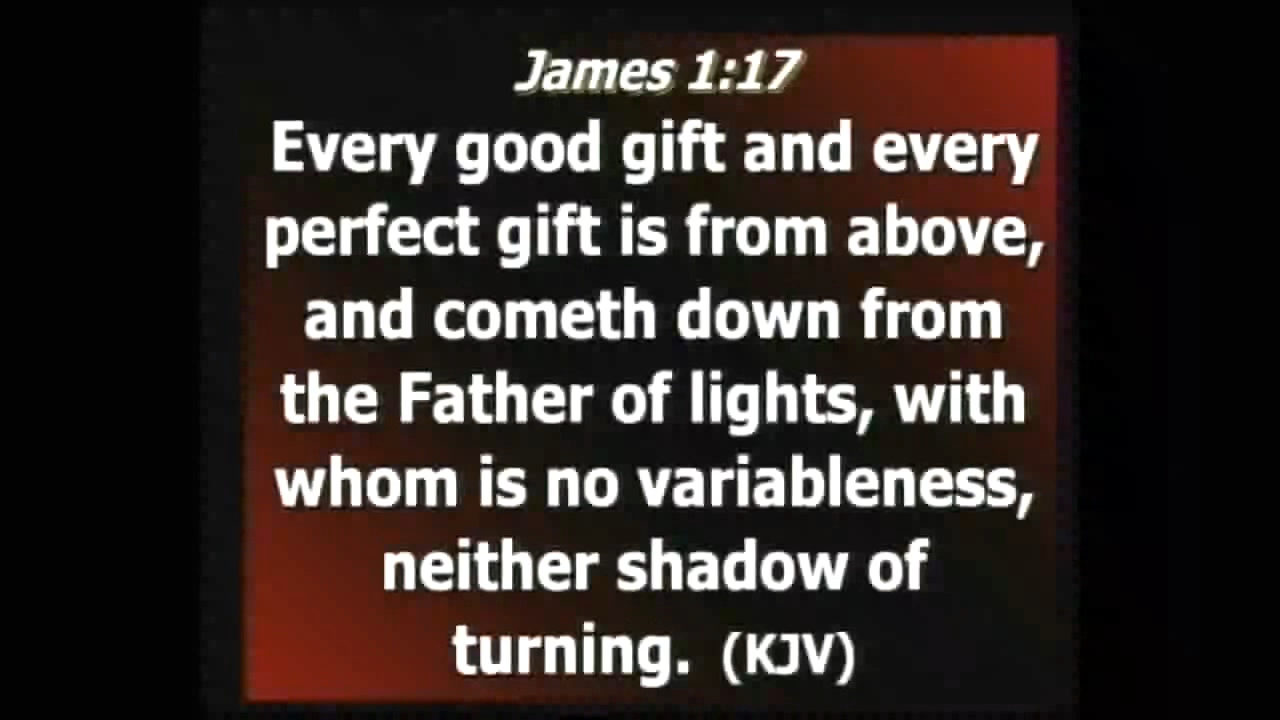 James 1:17
Every good gift and every
perfect gift is from above,
and cometh down from
the Father of lights, with
whom is no variableness,
neither shadow of
turning. (KJV)